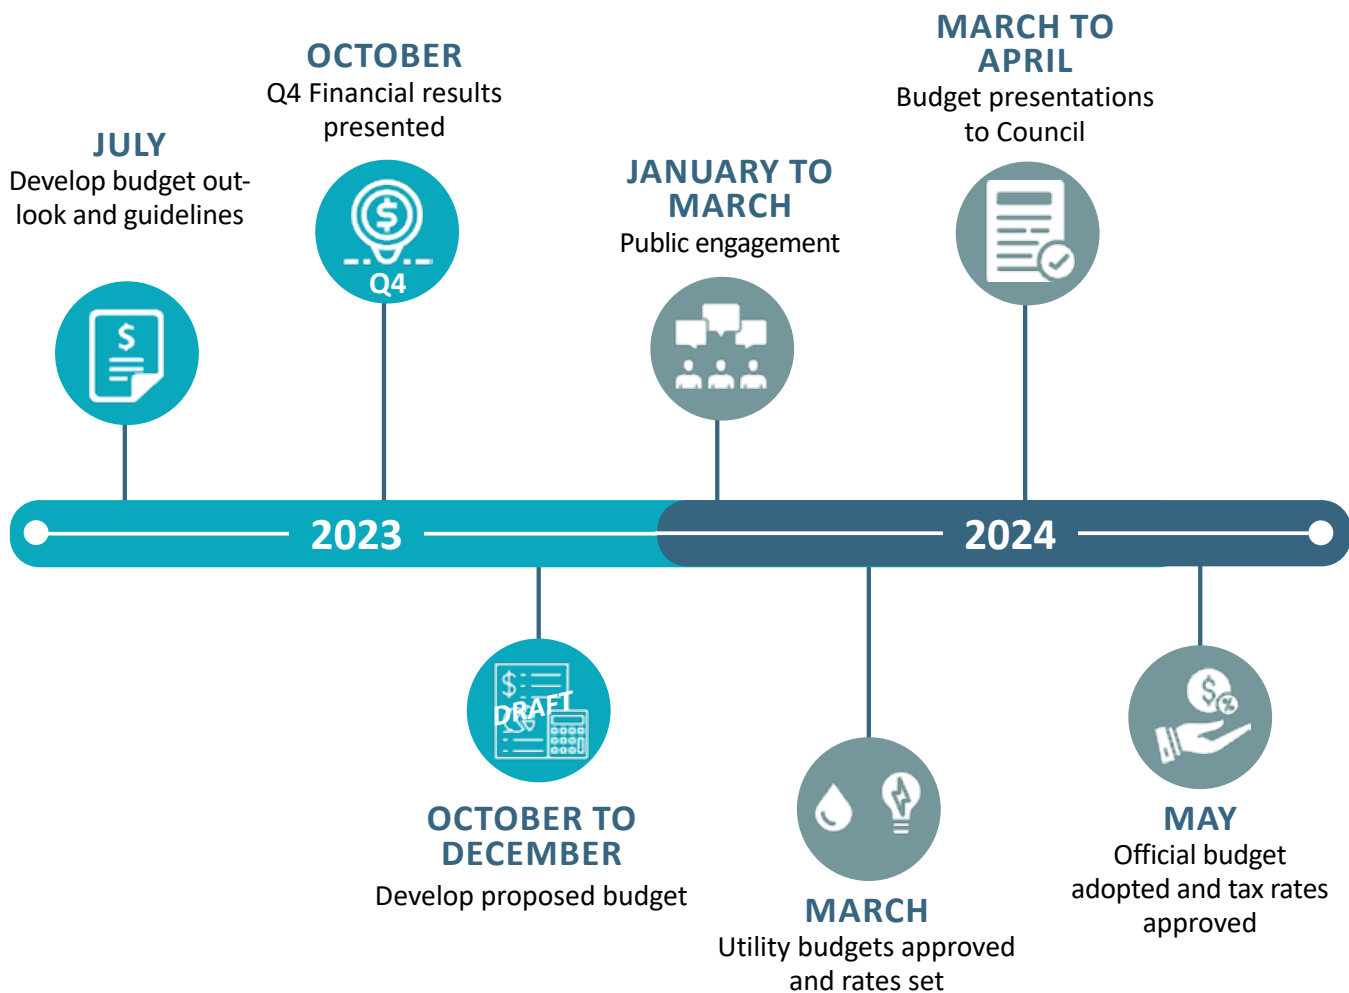 JULY
Develop budget out-
look and guidelines
$
OCTOBER
Q4 Financial results
presented
$
Q4
JANUARY TO
MARCH
Public engagement
MARCH TO
APRIL
Budget presentations
to Council
2023
2024
$
DRAFT
OCTOBER TO
DECEMBER
Develop proposed budget
MARCH
Utility budgets approved
and rates set
$
%
MAY
Official budget
adopted and tax rates
approved